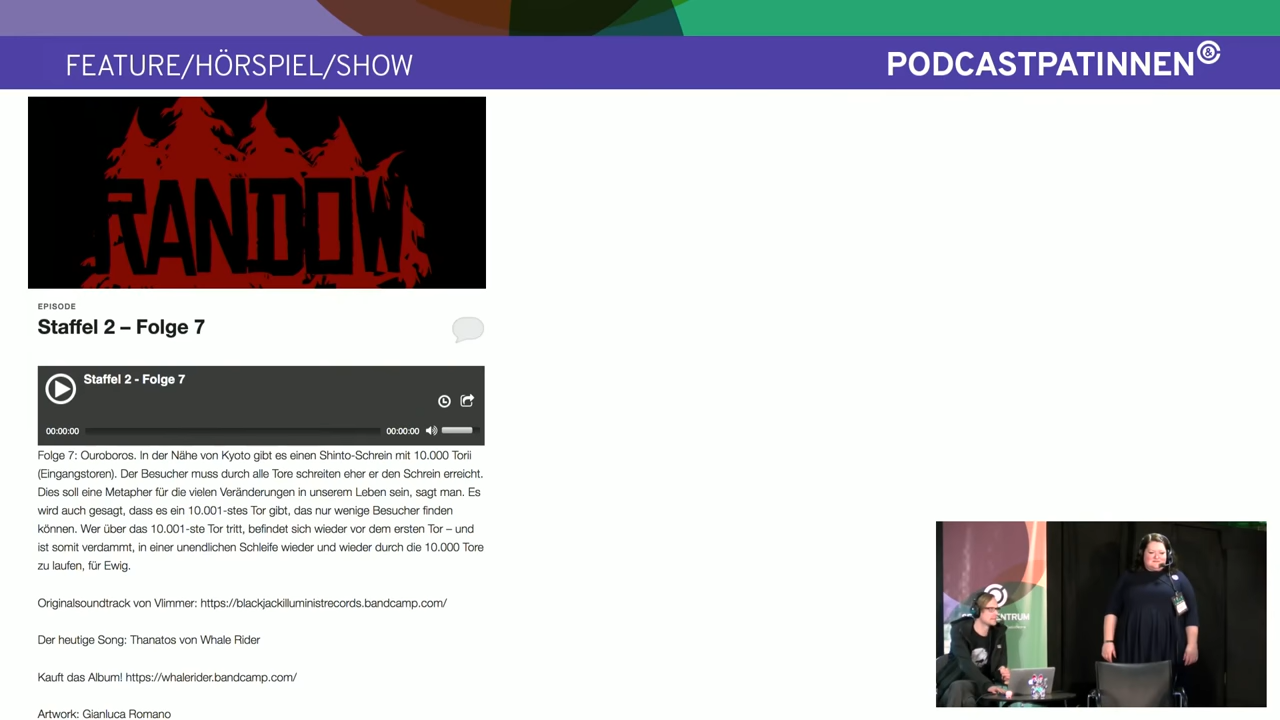 FEATURE/HÖRSPIEL/SHOW
PODCASTPATINNEN &
RANDOW
EPISODE
Staffel 2 – Folge 7
Staffel 2 - Folge 7
00:00:00
00:00:00
Folge 7: Ouroboros. In der Nähe von Kyoto gibt es einen Shinto-Schrein mit 10.000 Torii
(Eingangstoren). Der Besucher muss durch alle Tore schreiten eher er den Schrein erreicht.
Dies soll eine Metapher für die vielen Veränderungen in unserem Leben sein, sagt man. Es
wird auch gesagt, dass es ein 10.001-stes Tor gibt, das nur wenige Besucher finden
können. Wer über das 10.001-ste Tor tritt, befindet sich wieder vor dem ersten Tor – und
ist somit verdammt, in einer unendlichen Schleife wieder und wieder durch die 10.000 Tore
zu laufen, für Ewig.
Originalsoundtrack von Vlimmer: https://blackjackilluministrecords.bandcamp.com/
Der heutige Song: Thanatos von Whale Rider
Kauft das Album! https://whalerider.bandcamp.com/
Artwork: Gianluca Romano